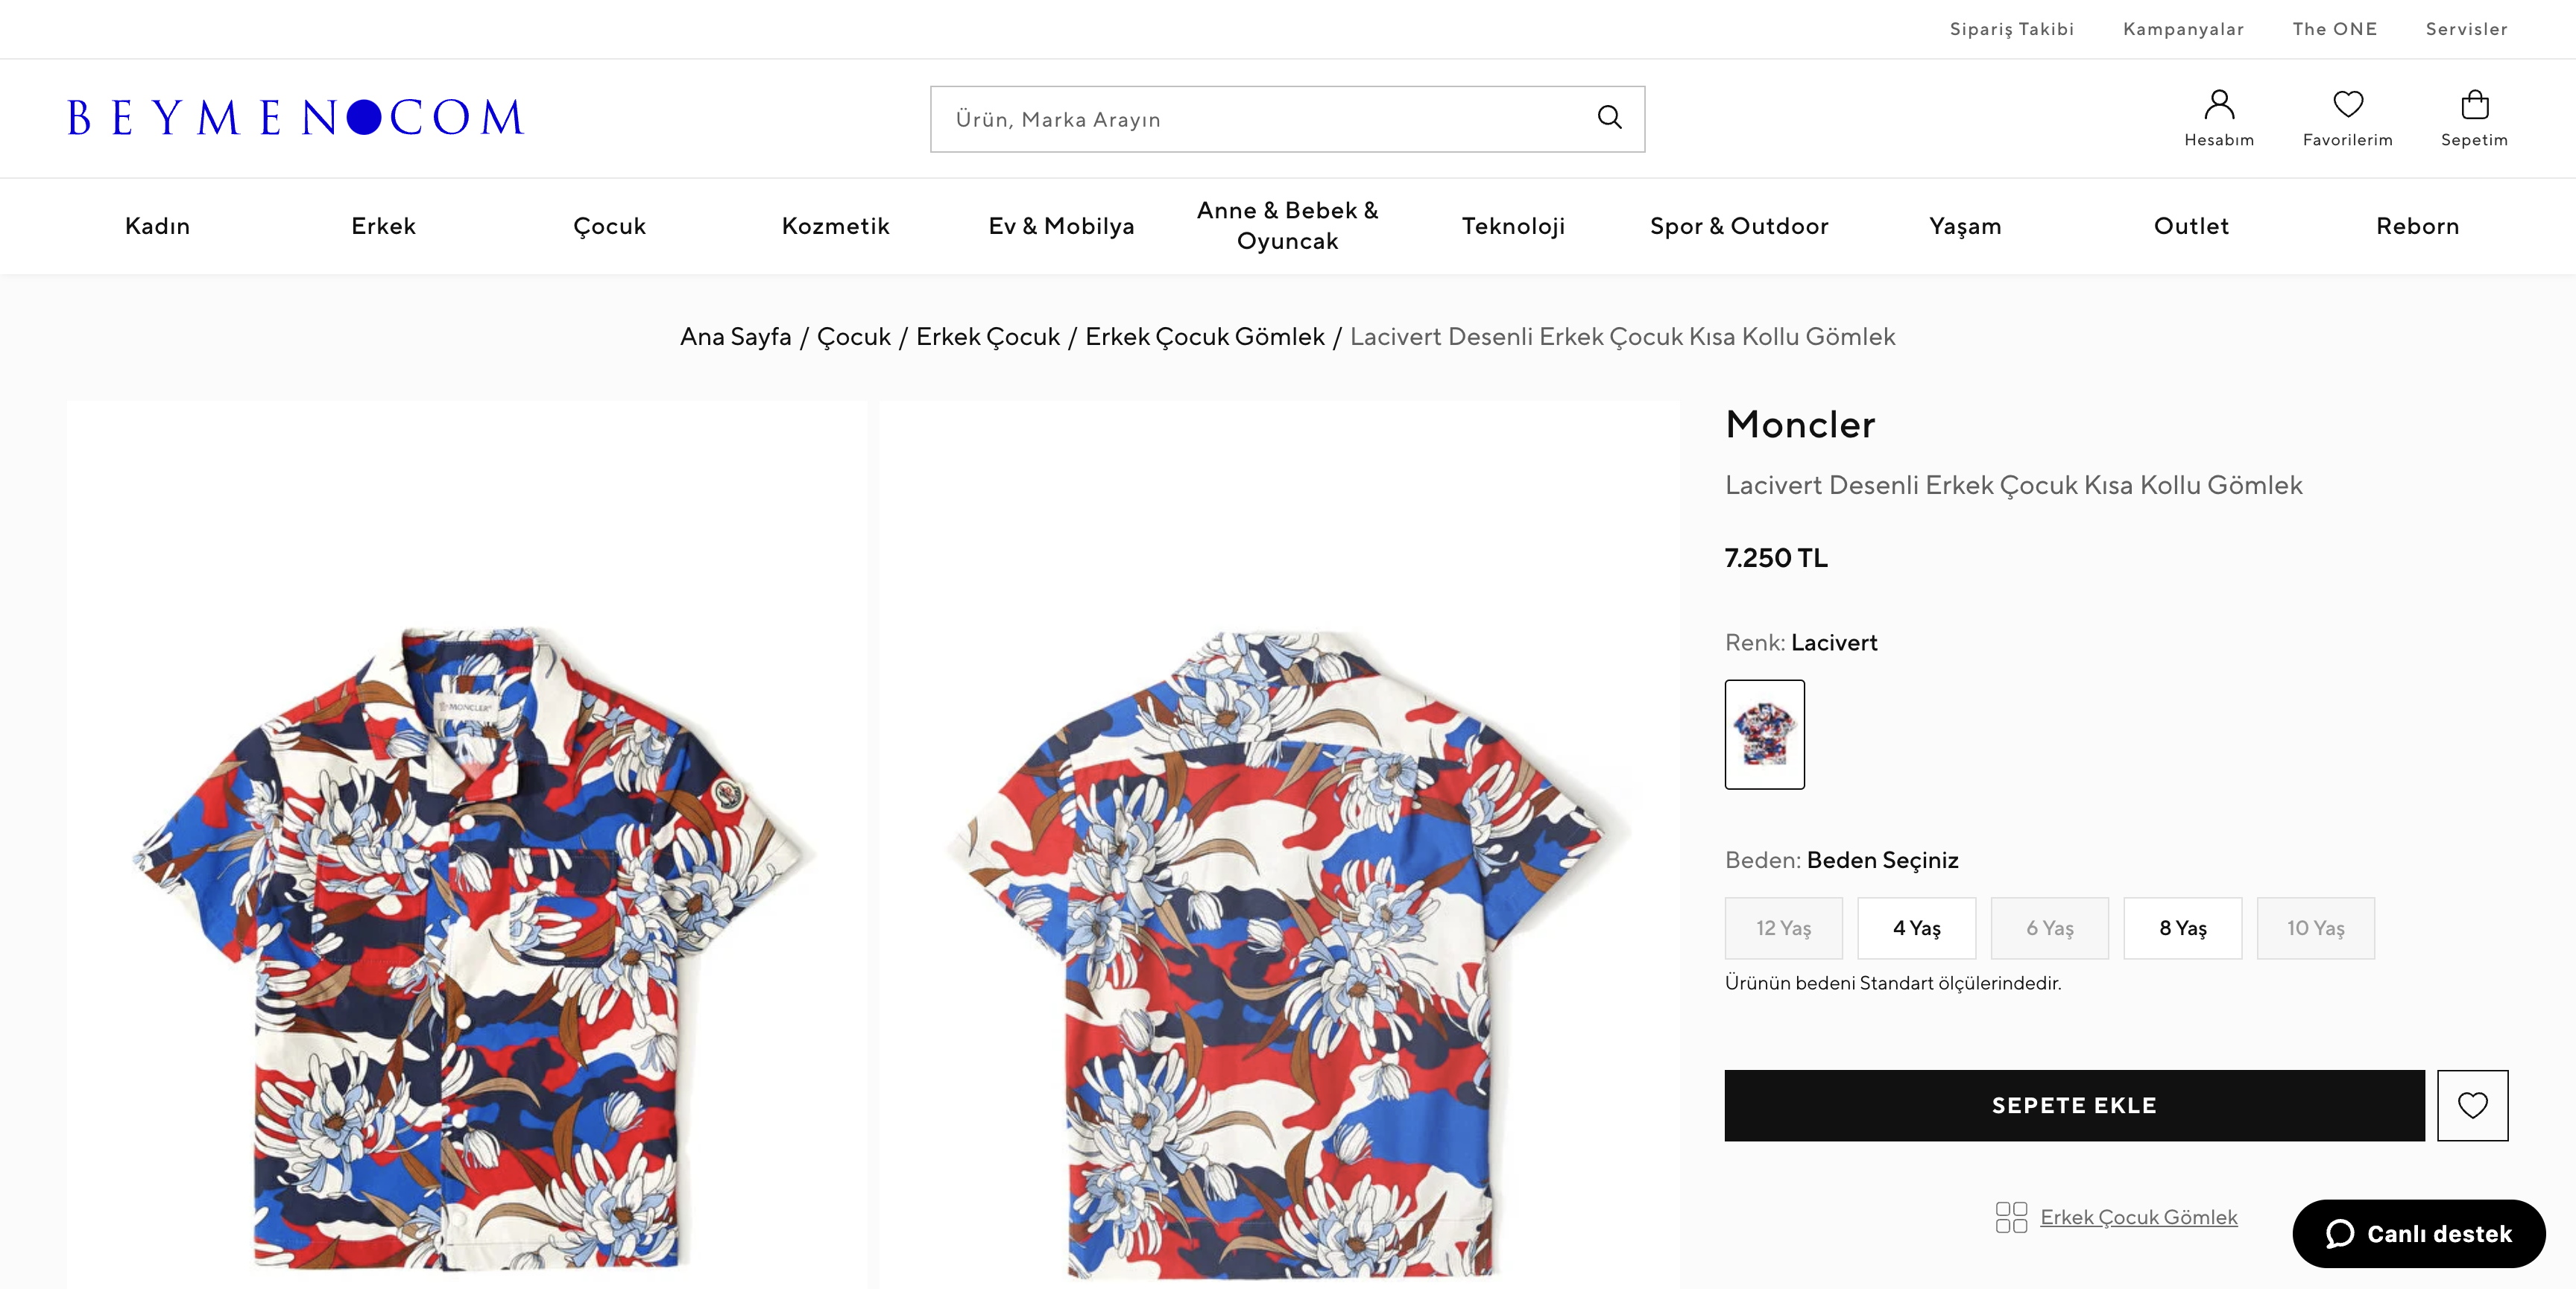 Sipariş Takibi
Kampanyalar
The ONE
Servisler
BEYMEN COM
Ürün, Marka Arayın
Hesabım
Favorilerim
Sepetim
Kadın
Erkek
Çocuk
Kozmetik
Ev & Mobilya
Anne & Bebek &
Oyuncak
Teknoloji
Spor & Outdoor
Yaşam
Outlet
Reborn
Ana Sayfa / Çocuk / Erkek Çocuk / Erkek Çocuk Gömlek / Lacivert Desenli Erkek Çocuk Kısa Kollu Gömlek
MONCLER
Moncler
Lacivert Desenli Erkek Çocuk Kısa Kollu Gömlek
7.250 TL
Renk: Lacivert
Beden: Beden Seçiniz
12 Yaş
4 Yaş
6 Yaş
8 Yaş
10 Yaş
Ürünün bedeni Standart ölçülerindedir.
SEPETE EKLE
Erkek Çocuk Gömlek
Canlı destek